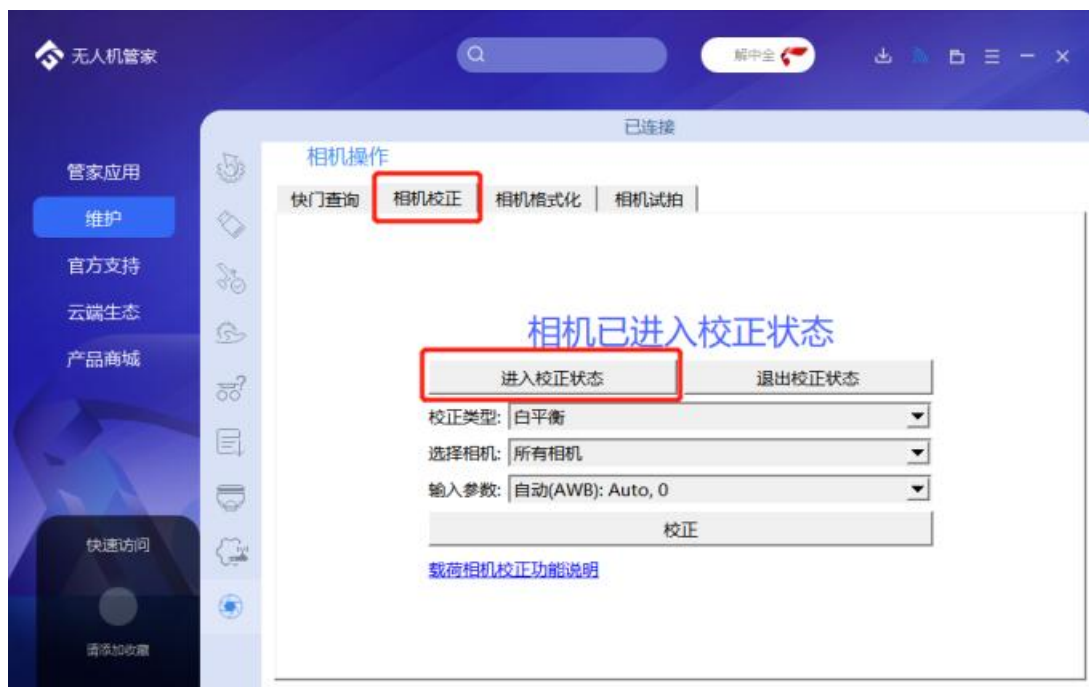 无人机管家
解中全
已连接
相机操作
管家应用
维护
官方支持
云端生态
产品商城
快门查询 相机校正 相机格式化 相机试拍
相机已进入校正状态
进入校正状态 退出校正状态
校正类型: 白平衡
选择相机: 所有相机
输入参数: 自动(AWB): Auto, 0
校正
载荷相机校正功能说明
快速访问
请添加收藏